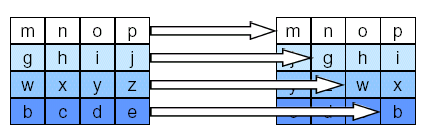 m n o p m n o p
g h i j g h i
w x y z w x
b c d e b